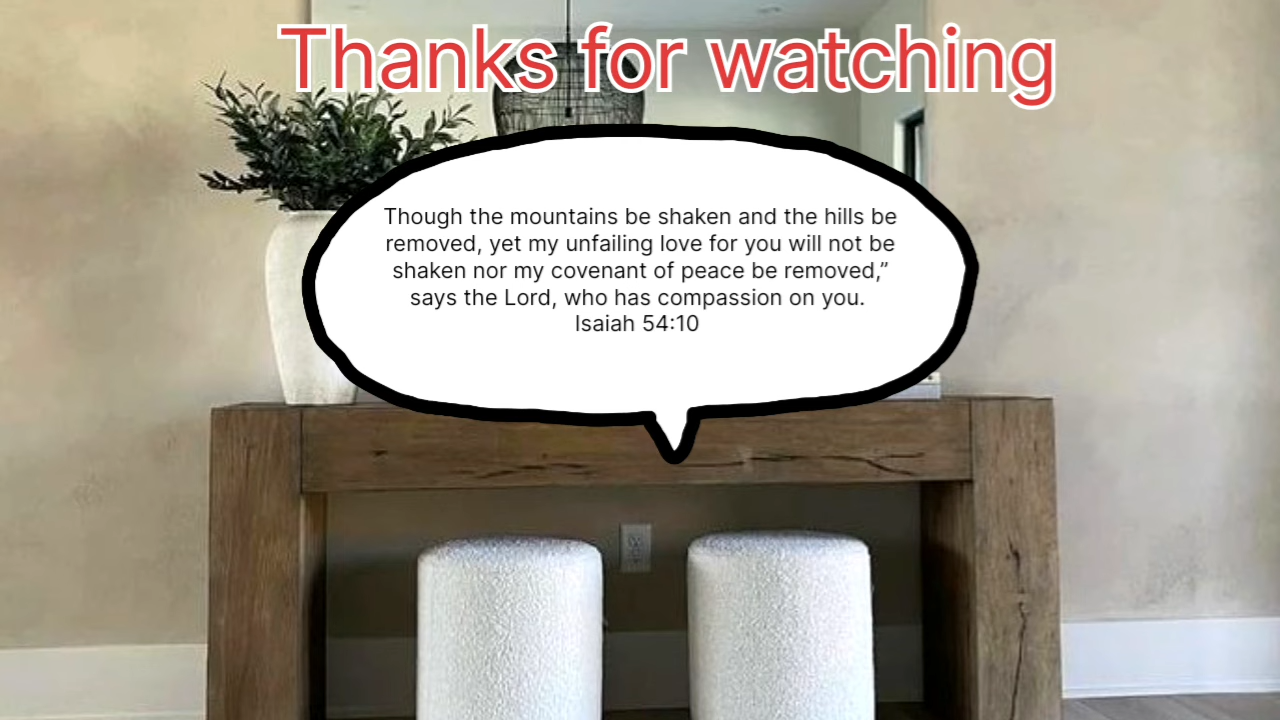 Thanks for watching
Though the mountains be shaken and the hills be
removed, yet my unfailing love for you will not be
shaken nor my covenant of peace be removed,”
says the Lord, who has compassion on you.
Isaiah 54:10